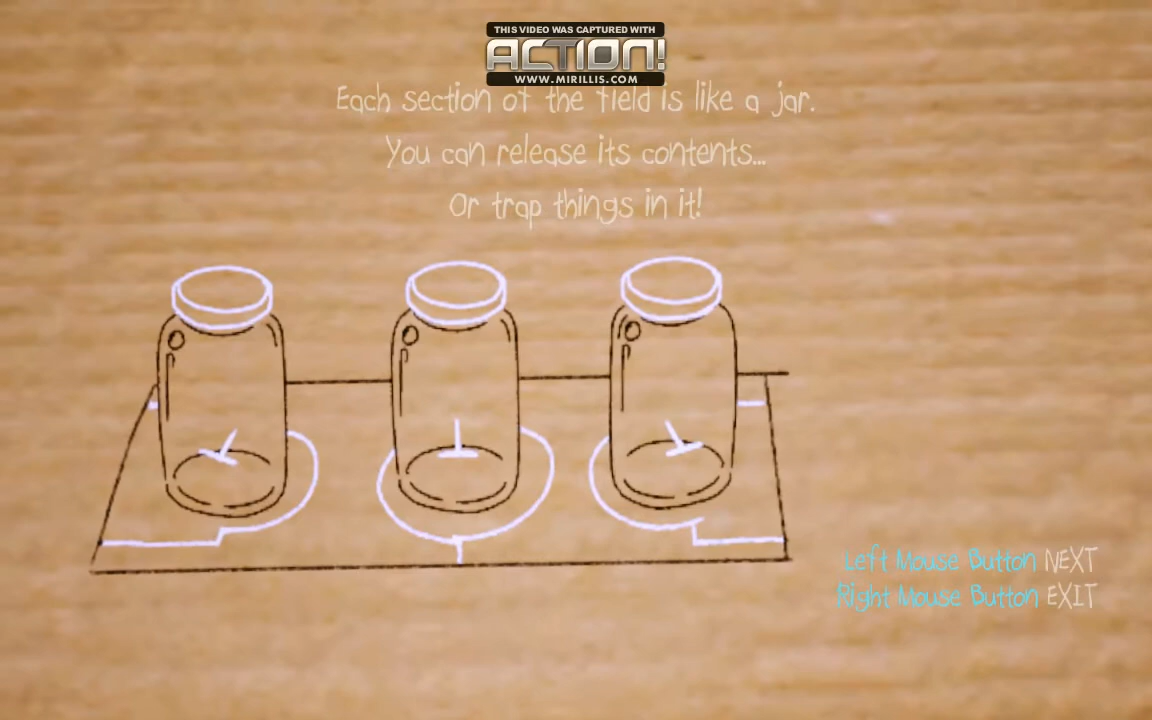 THIS VIDEO WAS CAPTURED WITH
ACTION!
WWW.MIRILLIS.COM
Each section of the field is like a jar.
You can release its contents...
Or trap things in it!
Left Mouse Button NEXT
Right Mouse Button EXIT